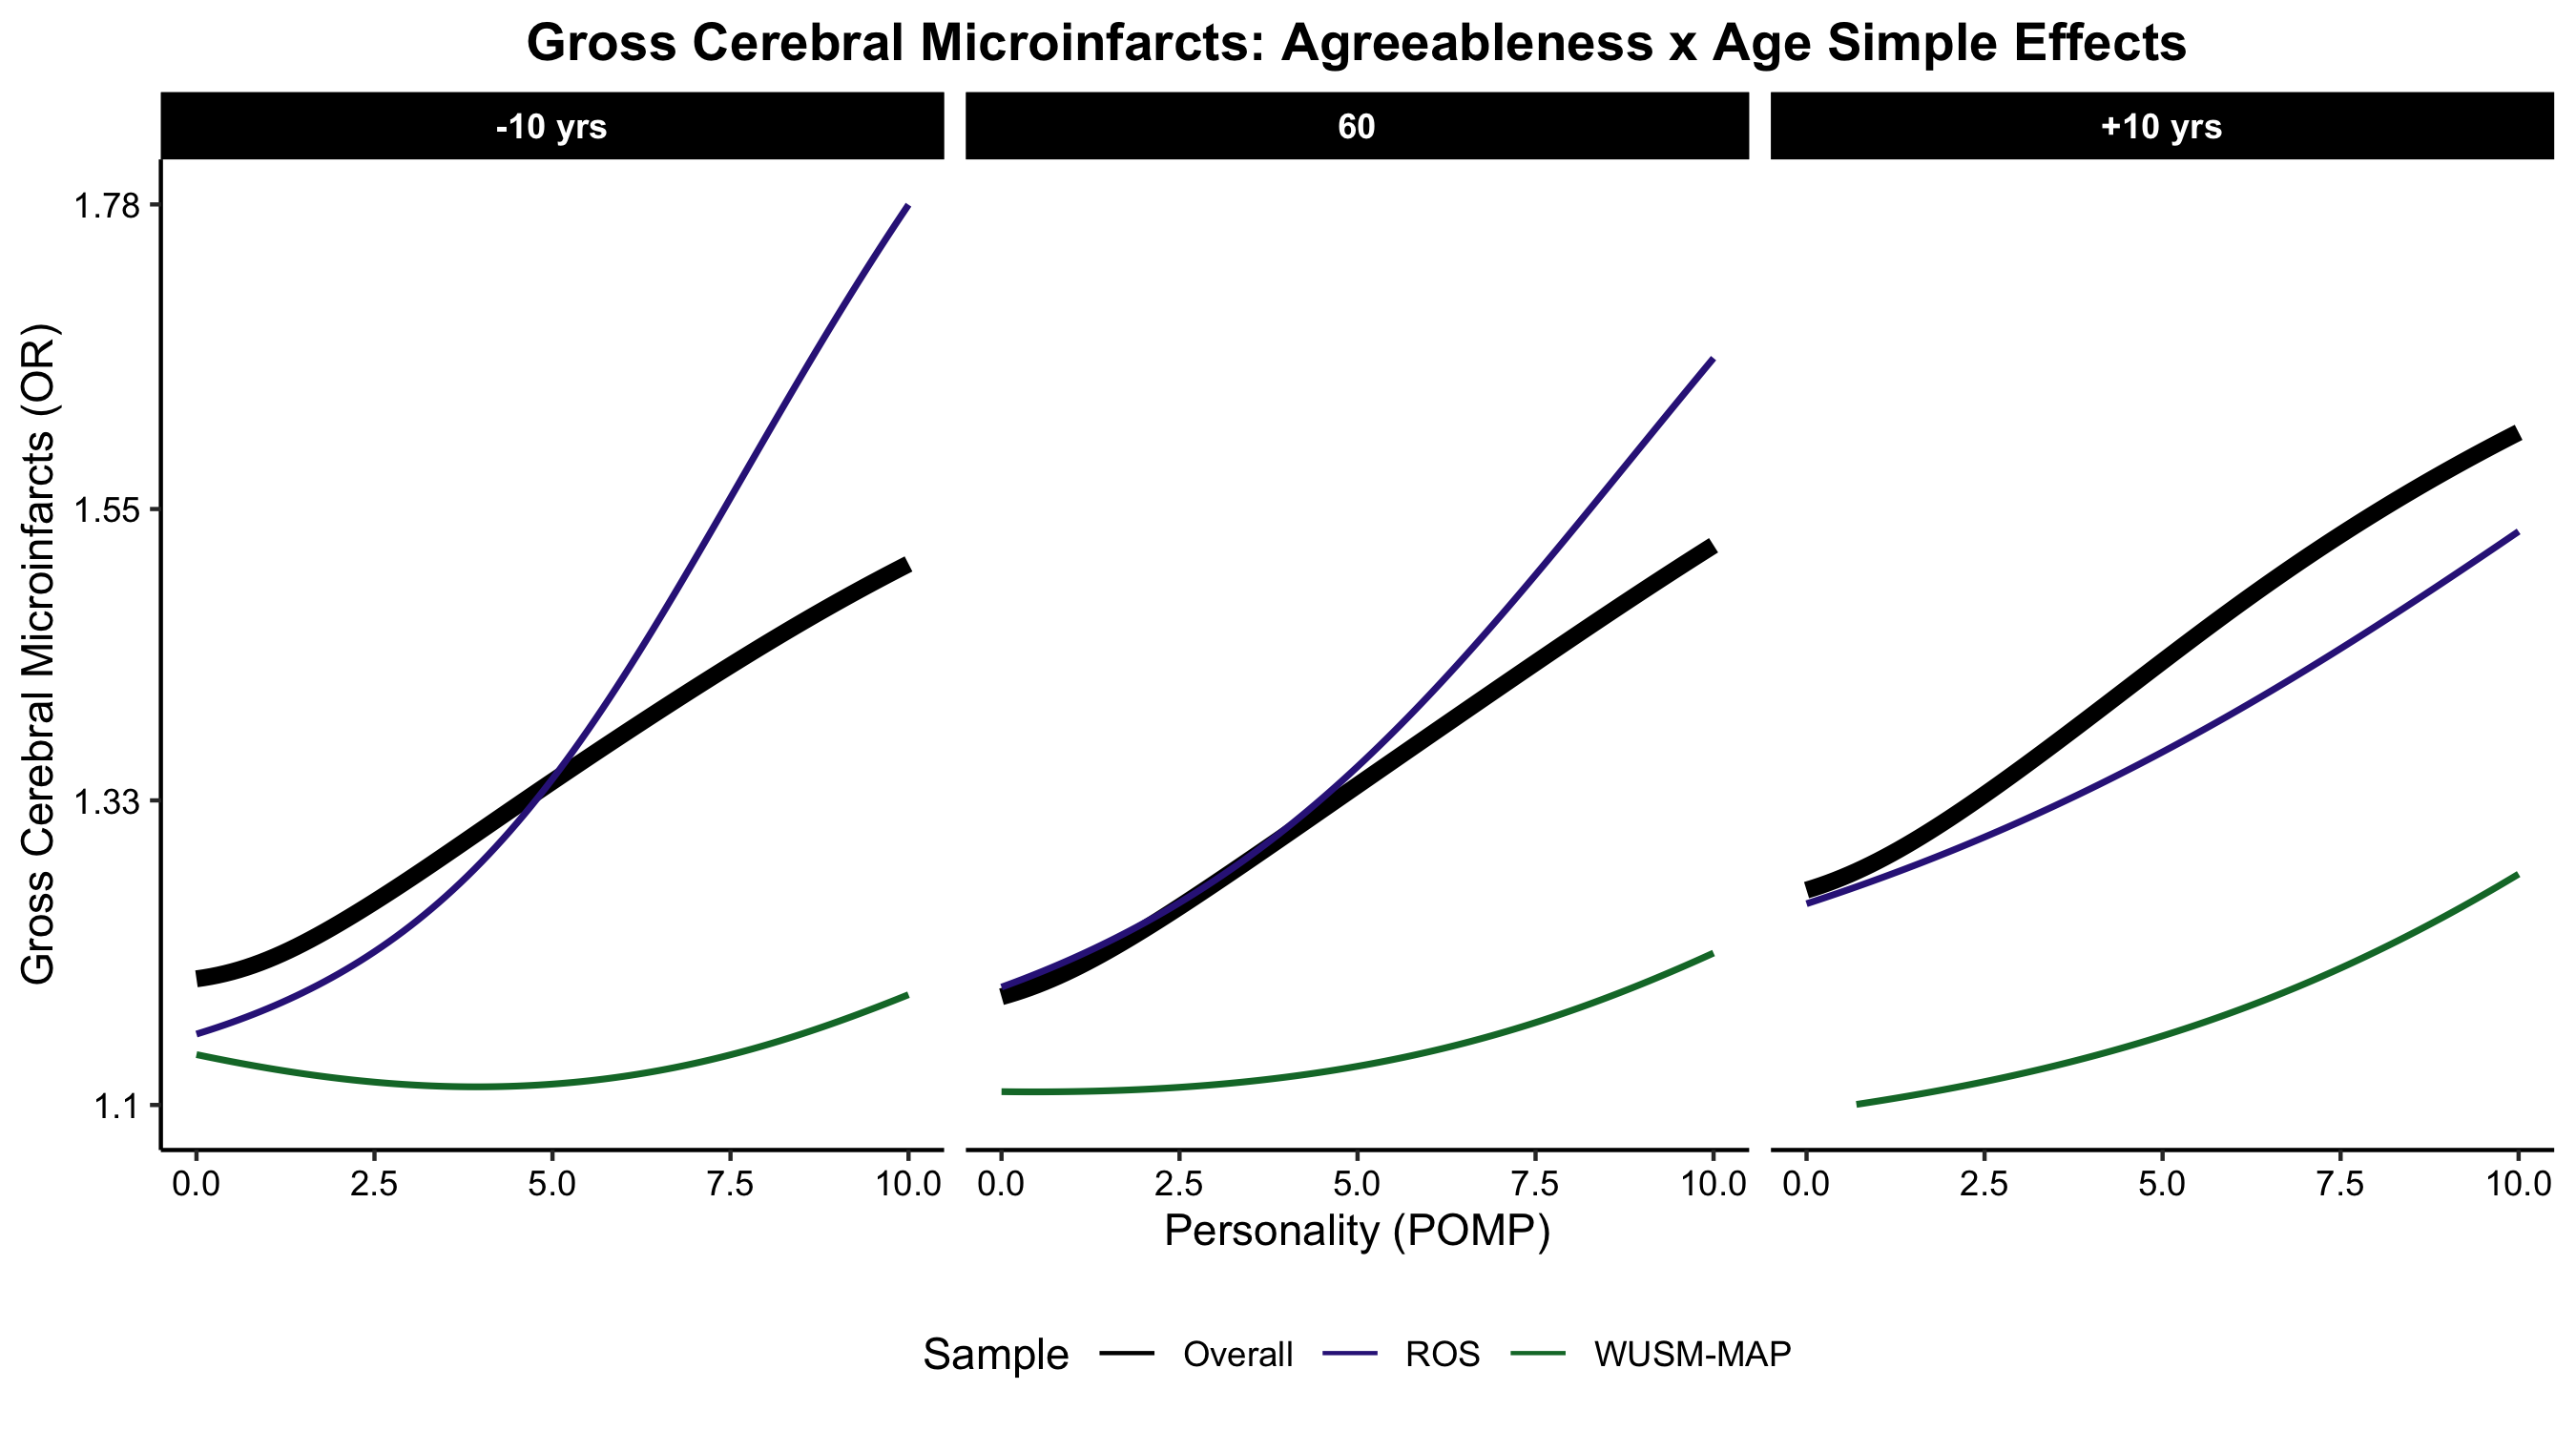 Gross Cerebral Microinfarcts: Agreeableness x Age Simple Effects
-10 yrs 60 +10 yrs
Gross Cerebral Microinfarcts (OR)
1.78
1.55
1.33
1.1
0.0 2.5 5.0 7.5 10.0 0.0 2.5 5.0 7.5 10.0 0.0 2.5 5.0 7.5 10.0
Personality (POMP)
Sample Overall ROS WUSM-MAP